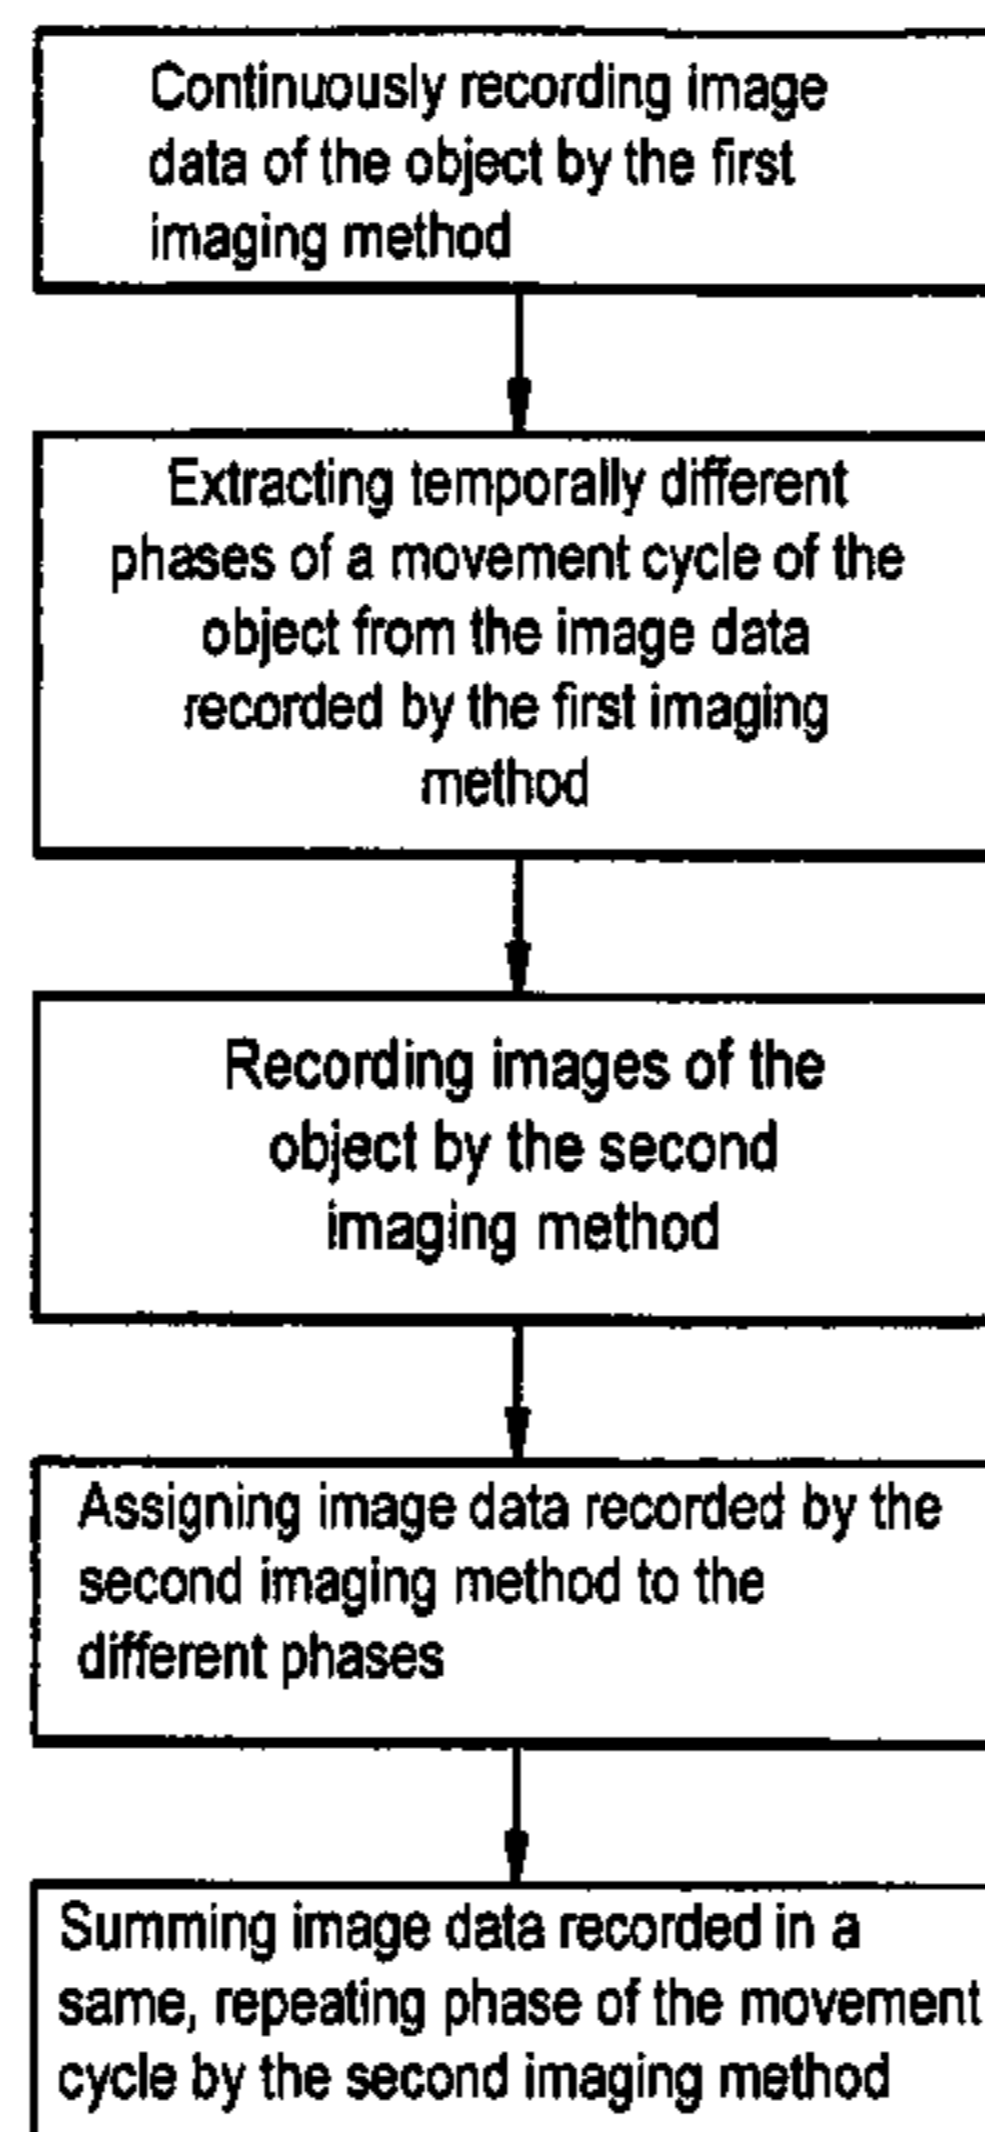 Continuously recording image
data of the object by the first
imaging method
Extracting temporally different
phases of a movement cycle of the
object from the image data
recorded by the first imaging
method
Recording images of the
object by the second
imaging method
Assigning image data recorded by the
second imaging method to the
different phases
Summing image data recorded in a
same, repeating phase of the movement
cycle by the second imaging method